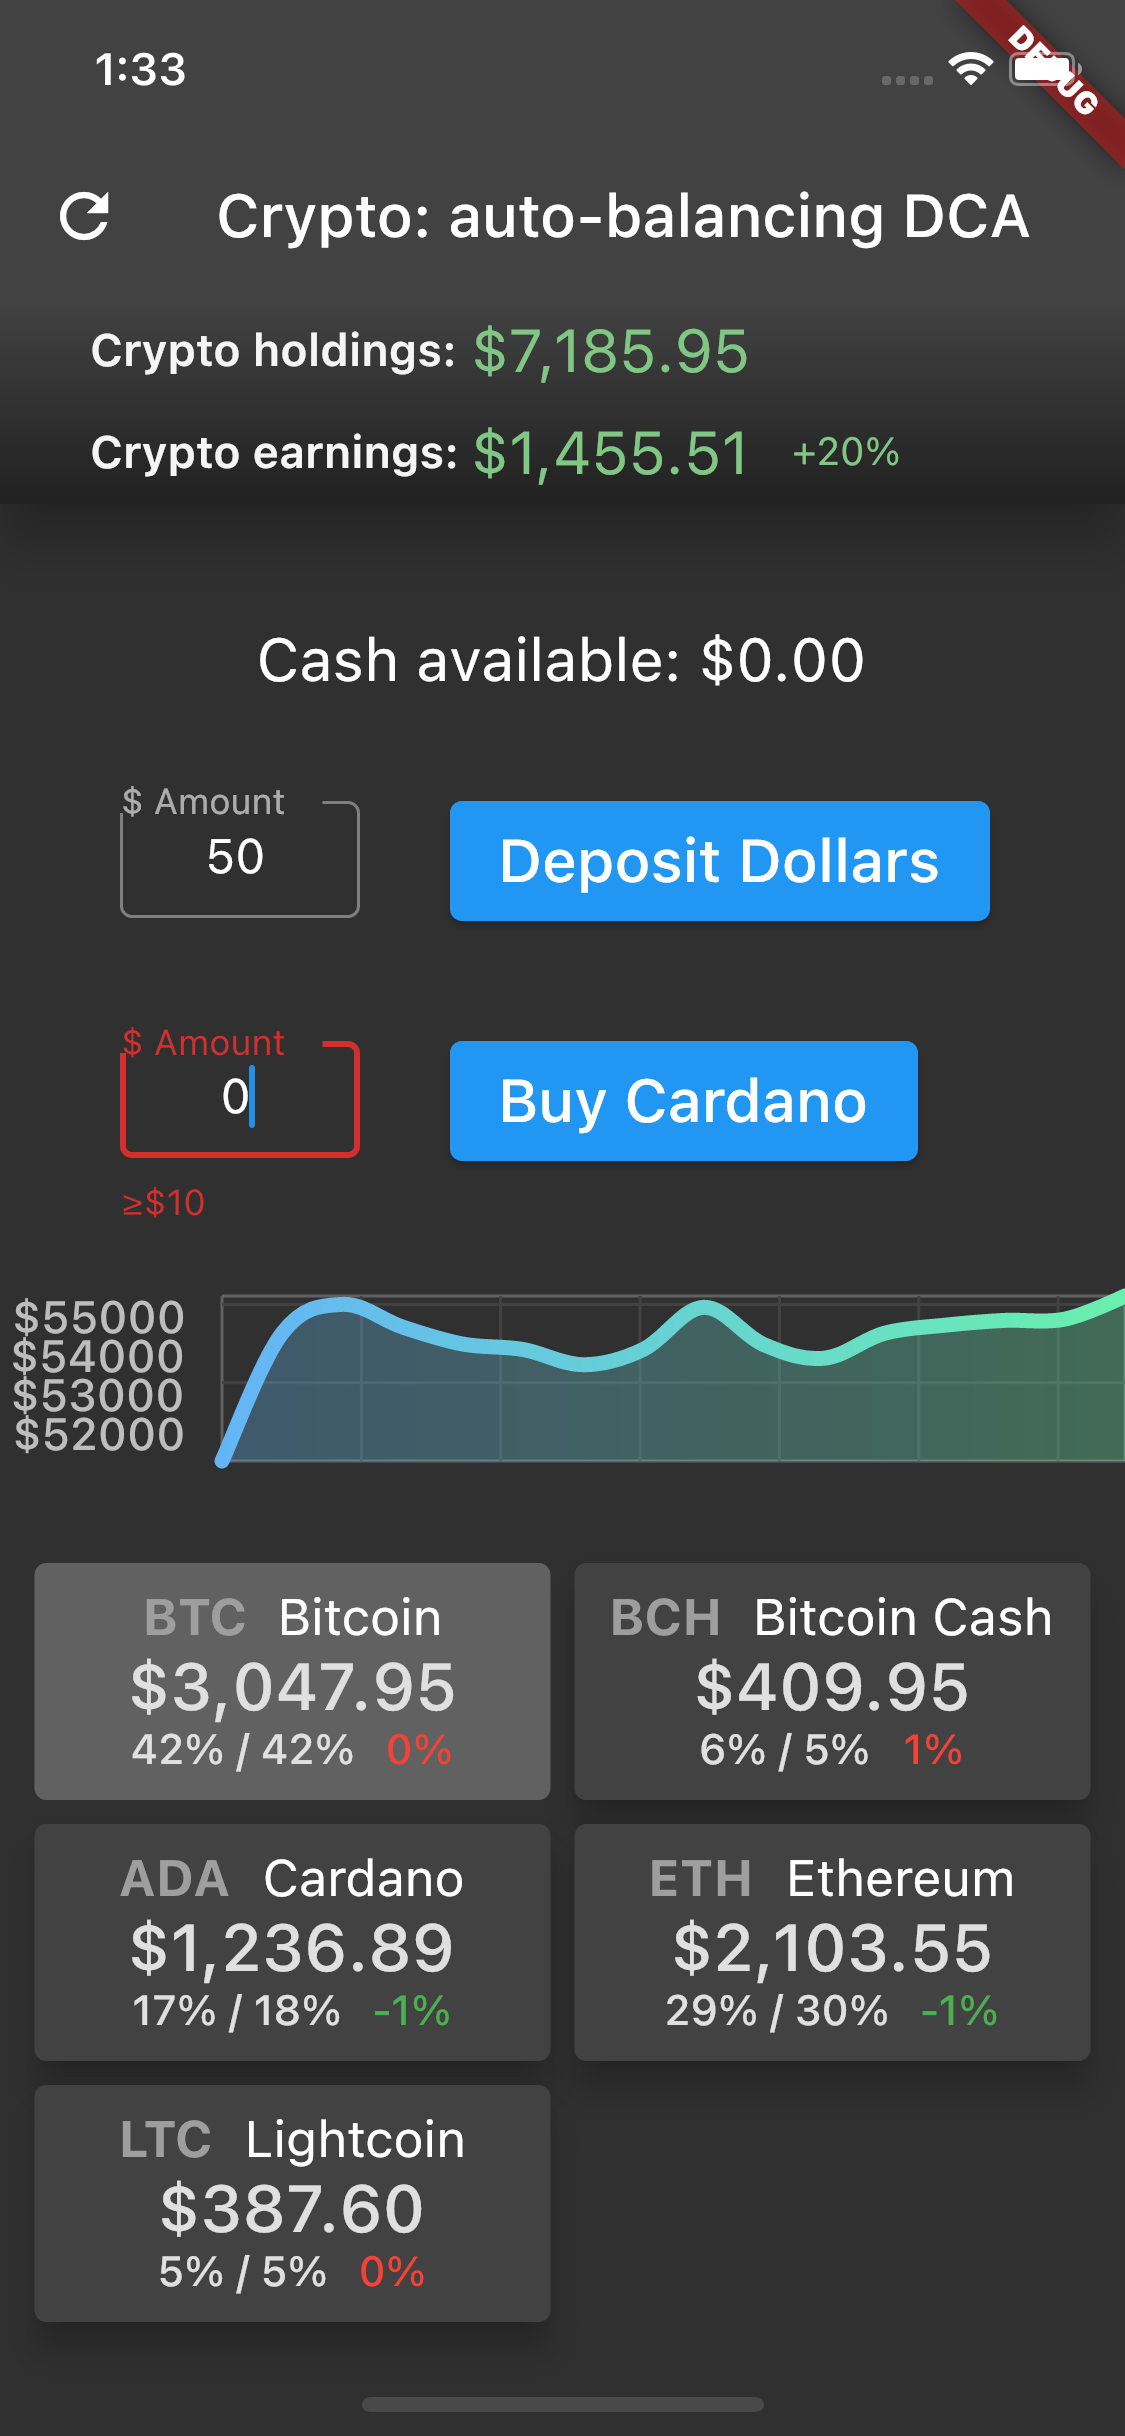 1:33
DEBUG
Crypto: auto-balancing DCA
Crypto holdings: $7,185.95
Crypto earnings: $1,455.51 +20%
Cash available: $0.00
$ Amount
50
Deposit Dollars
$ Amount
0
Buy Cardano
≥$10
$55000
$54000
$53000
$52000
BTC Bitcoin
$3,047.95
42% / 42% 0%
BCH Bitcoin Cash
$409.95
6% / 5% 1%
ADA Cardano
$1,236.89
17% / 18% -1%
ETH Ethereum
$2,103.55
29% / 30% -1%
LTC Lightcoin
$387.60
5% / 5% 0%